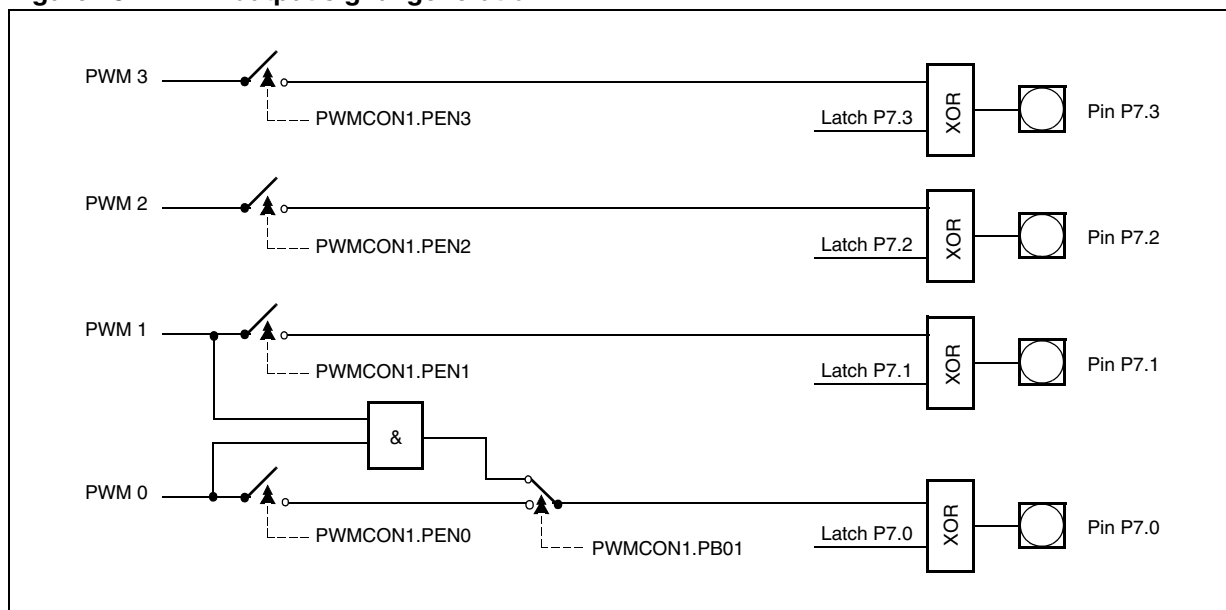 PWM 3
PWMCON1.PEN3
Latch P7.3
XOR
Pin P7.3
PWM 2
PWMCON1.PEN2
Latch P7.2
XOR
Pin P7.2
PWM 1
PWMCON1.PEN1
Latch P7.1
XOR
Pin P7.1
&
PWM 0
PWMCON1.PEN0
PWMCON1.PB01
Latch P7.0
XOR
Pin P7.0